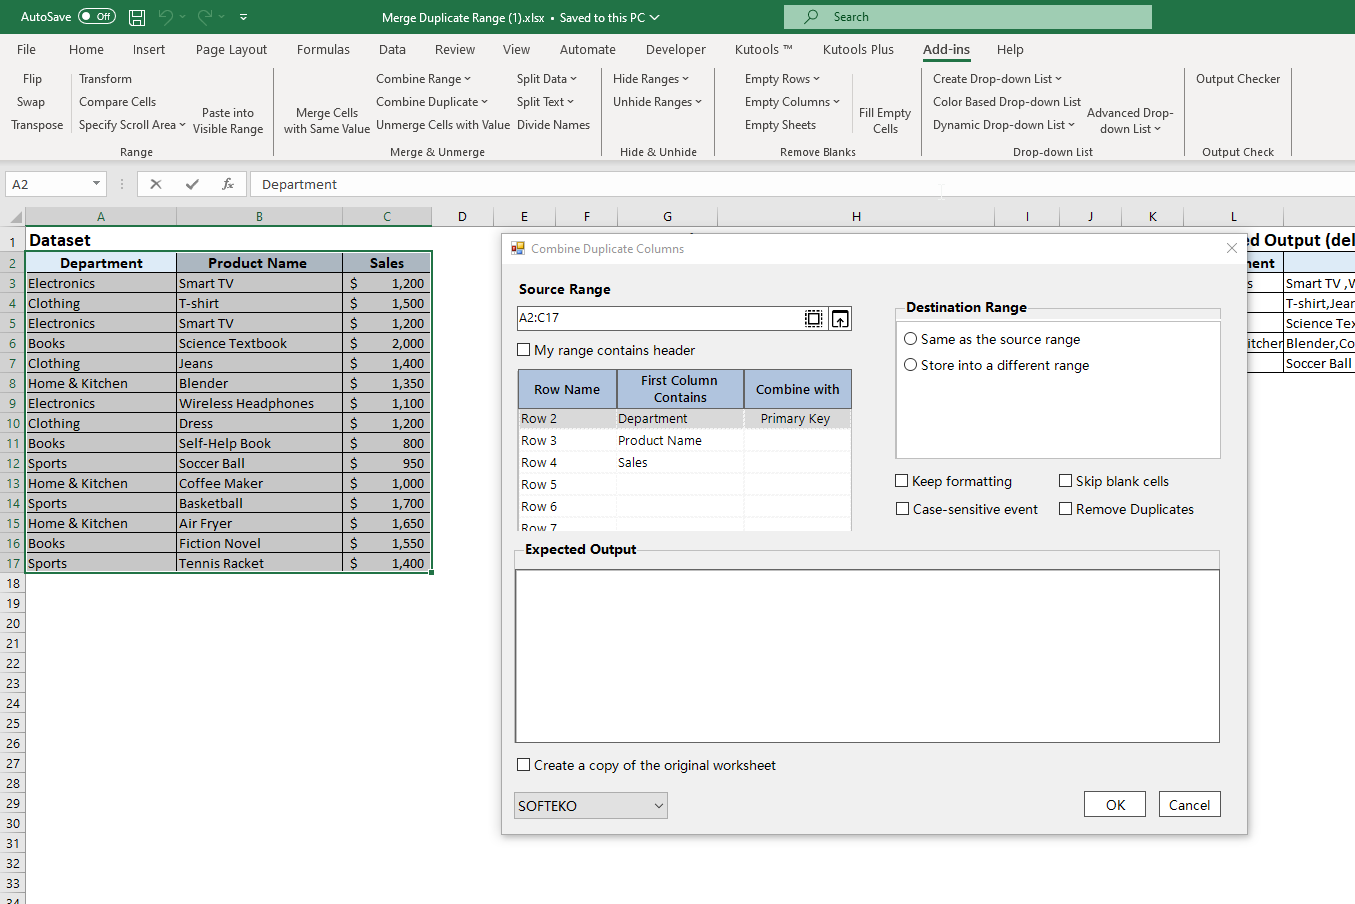 AutoSave Off Merge Duplicate Range (1).xlsx • Saved to this PC Search
File Home Insert Page Layout Formulas Data Review View Automate Developer Kutools ™ Kutools Plus Add-ins Help
Flip Transform Combine Range Split Data Hide Ranges Empty Rows Create Drop-down List Output Checker
Swap Compare Cells Paste into Visible Range Merge Cells with Same Value Combine Duplicate Split Text Unhide Ranges Empty Columns Fill Empty Cells Color Based Drop-down List Advanced Drop-down List
Transpose Specify Scroll Area Unmerge Cells with Value Divide Names Empty Sheets Dynamic Drop-down List
Range Merge & Unmerge Hide & Unhide Remove Blanks Drop-down List Output Check
A2 fx Department
A B C D E F G H I J K L
1 Dataset
2 Department Product Name Sales
3 Electronics Smart TV $ 1,200
4 Clothing T-shirt $ 1,500
5 Electronics Smart TV $ 1,200
6 Books Science Textbook $ 2,000
7 Clothing Jeans $ 1,400
8 Home & Kitchen Blender $ 1,350
9 Electronics Wireless Headphones $ 1,100
10 Clothing Dress $ 1,200
11 Books Self-Help Book $ 800
12 Sports Soccer Ball $ 950
13 Home & Kitchen Coffee Maker $ 1,000
14 Sports Basketball $ 1,700
15 Home & Kitchen Air Fryer $ 1,650
16 Books Fiction Novel $ 1,550
17 Sports Tennis Racket $ 1,400
18
19
20
21
22
23
24
25
26
27
28
29
30
31
32
33
34
Combine Duplicate Columns
Source Range
A2:C17
My range contains header
Row Name First Column Contains Combine with
Row 2 Department Primary Key
Row 3 Product Name
Row 4 Sales
Row 5
Row 6
Row 7
Destination Range
Same as the source range
Store into a different range
Keep formatting Skip blank cells
Case-sensitive event Remove Duplicates
Expected Output
Create a copy of the original worksheet
SOFTEKO OK Cancel
ed Output (del
nent
s Smart TV ,W
T-shirt,Jear
Science Tex
itchen Blender,Co
Soccer Ball